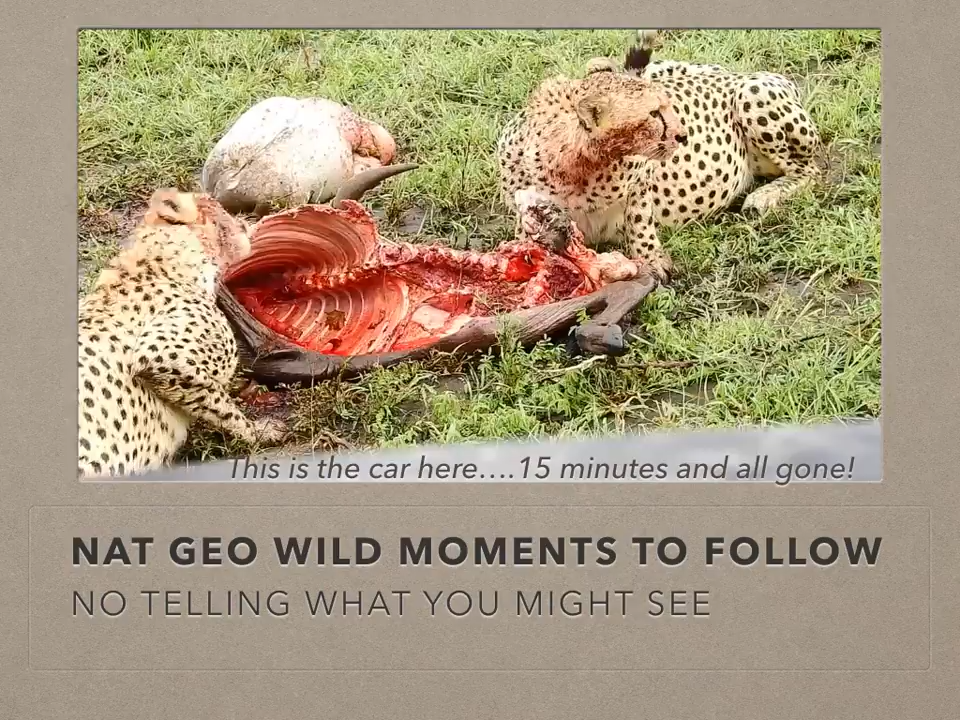 This is the car here....15 minutes and all gone!
NAT GEO WILD MOMENTS TO FOLLOW
NO TELLING WHAT YOU MIGHT SEE